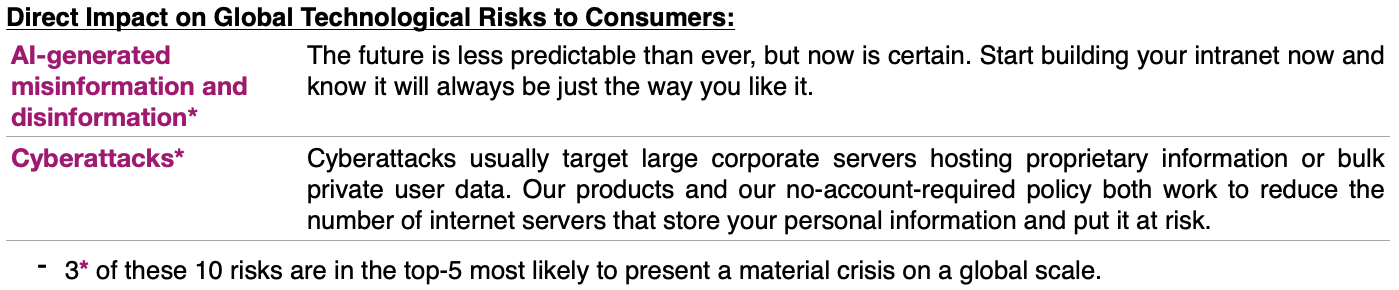 Direct Impact on Global Technological Risks to Consumers:
AI-generated
misinformation and
disinformation*
The future is less predictable than ever, but now is certain. Start building your intranet now and
know it will always be just the way you like it.
Cyberattacks*
Cyberattacks usually target large corporate servers hosting proprietary information or bulk
private user data. Our products and our no-account-required policy both work to reduce the
number of internet servers that store your personal information and put it at risk.
- 3* of these 10 risks are in the top-5 most likely to present a material crisis on a global scale.